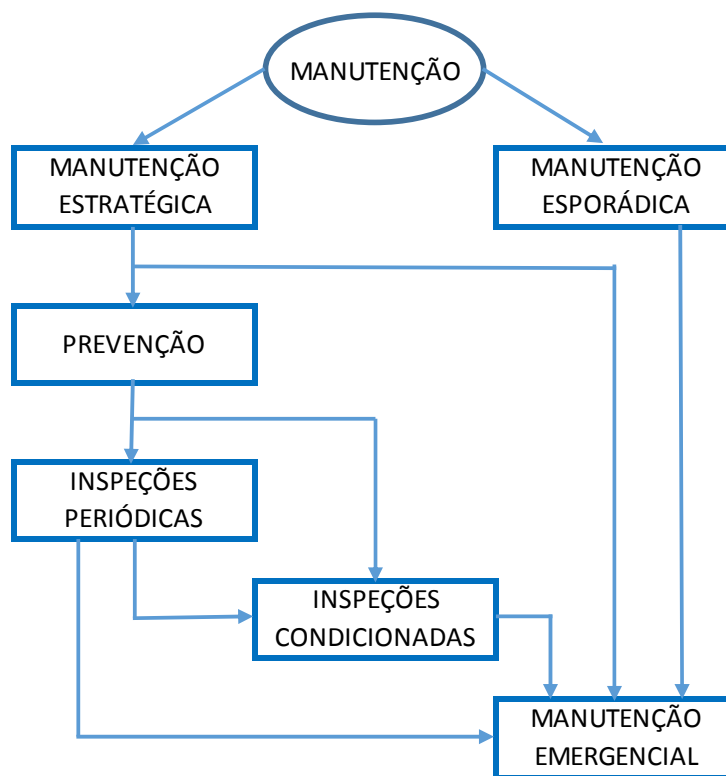 MANUTENÇÃO
MANUTENÇÃO
ESTRATÉGICA
MANUTENÇÃO
ESPORÁDICA
PREVENÇÃO
INSPEÇÕES
PERIÓDICAS
INSPEÇÕES
CONDICIONADAS
MANUTENÇÃO
EMERGENCIAL